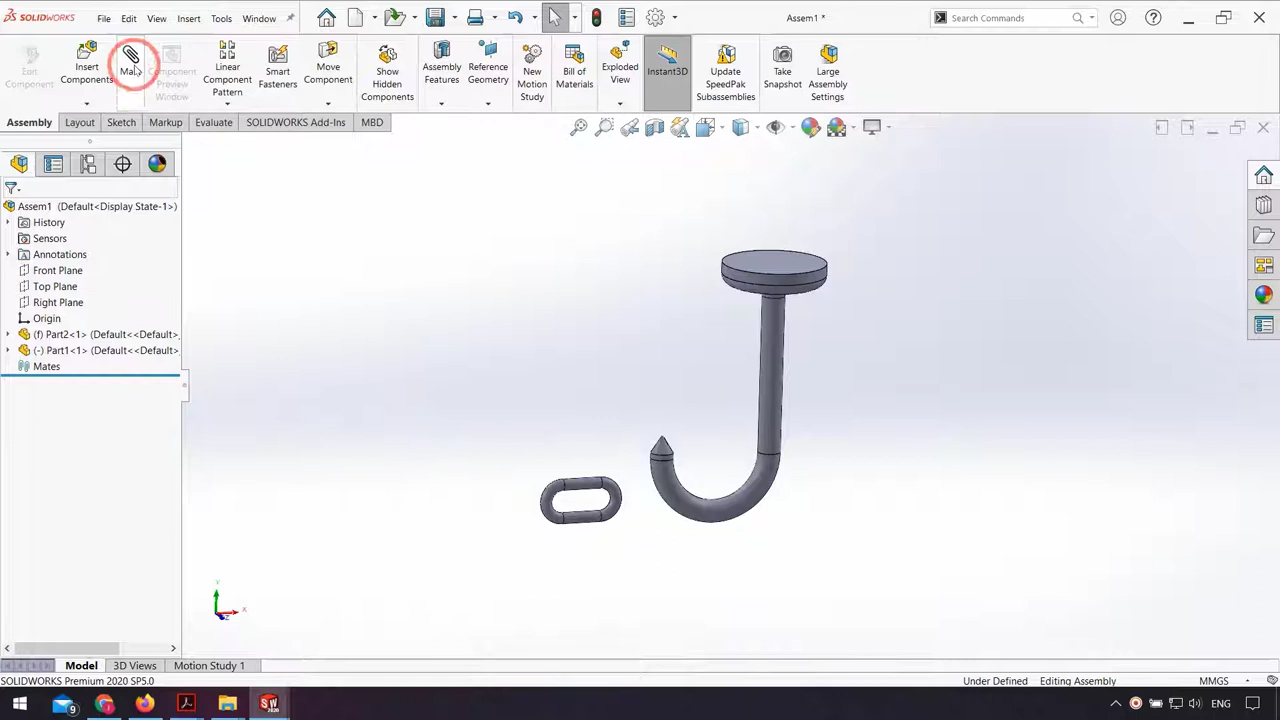 SOLIDWORKS File Edit View Insert Tools Window Assem1 * Search Commands
Edit Component
Insert Components
Component Preview Window
Linear Component Pattern
Smart Fasteners
Move Component
Show Hidden Components
Assembly Features
Reference Geometry
New Motion Study
Bill of Materials
Exploded View
Instant3D
Update SpeedPak Subassemblies
Take Snapshot
Large Assembly Settings
Assembly Layout Sketch Markup Evaluate SOLIDWORKS Add-Ins MBD
Assem1 (Default<Display State-1>)
History
Sensors
Annotations
Front Plane
Top Plane
Right Plane
Origin
(f) Part2<1> (Default<<Default>_
(-) Part1<1> (Default<<Default>
Mates
Y
X
Z
Model 3D Views Motion Study 1
SOLIDWORKS Premium 2020 SP5.0 Under Defined Editing Assembly MMGS
9 SW 2020 ENG